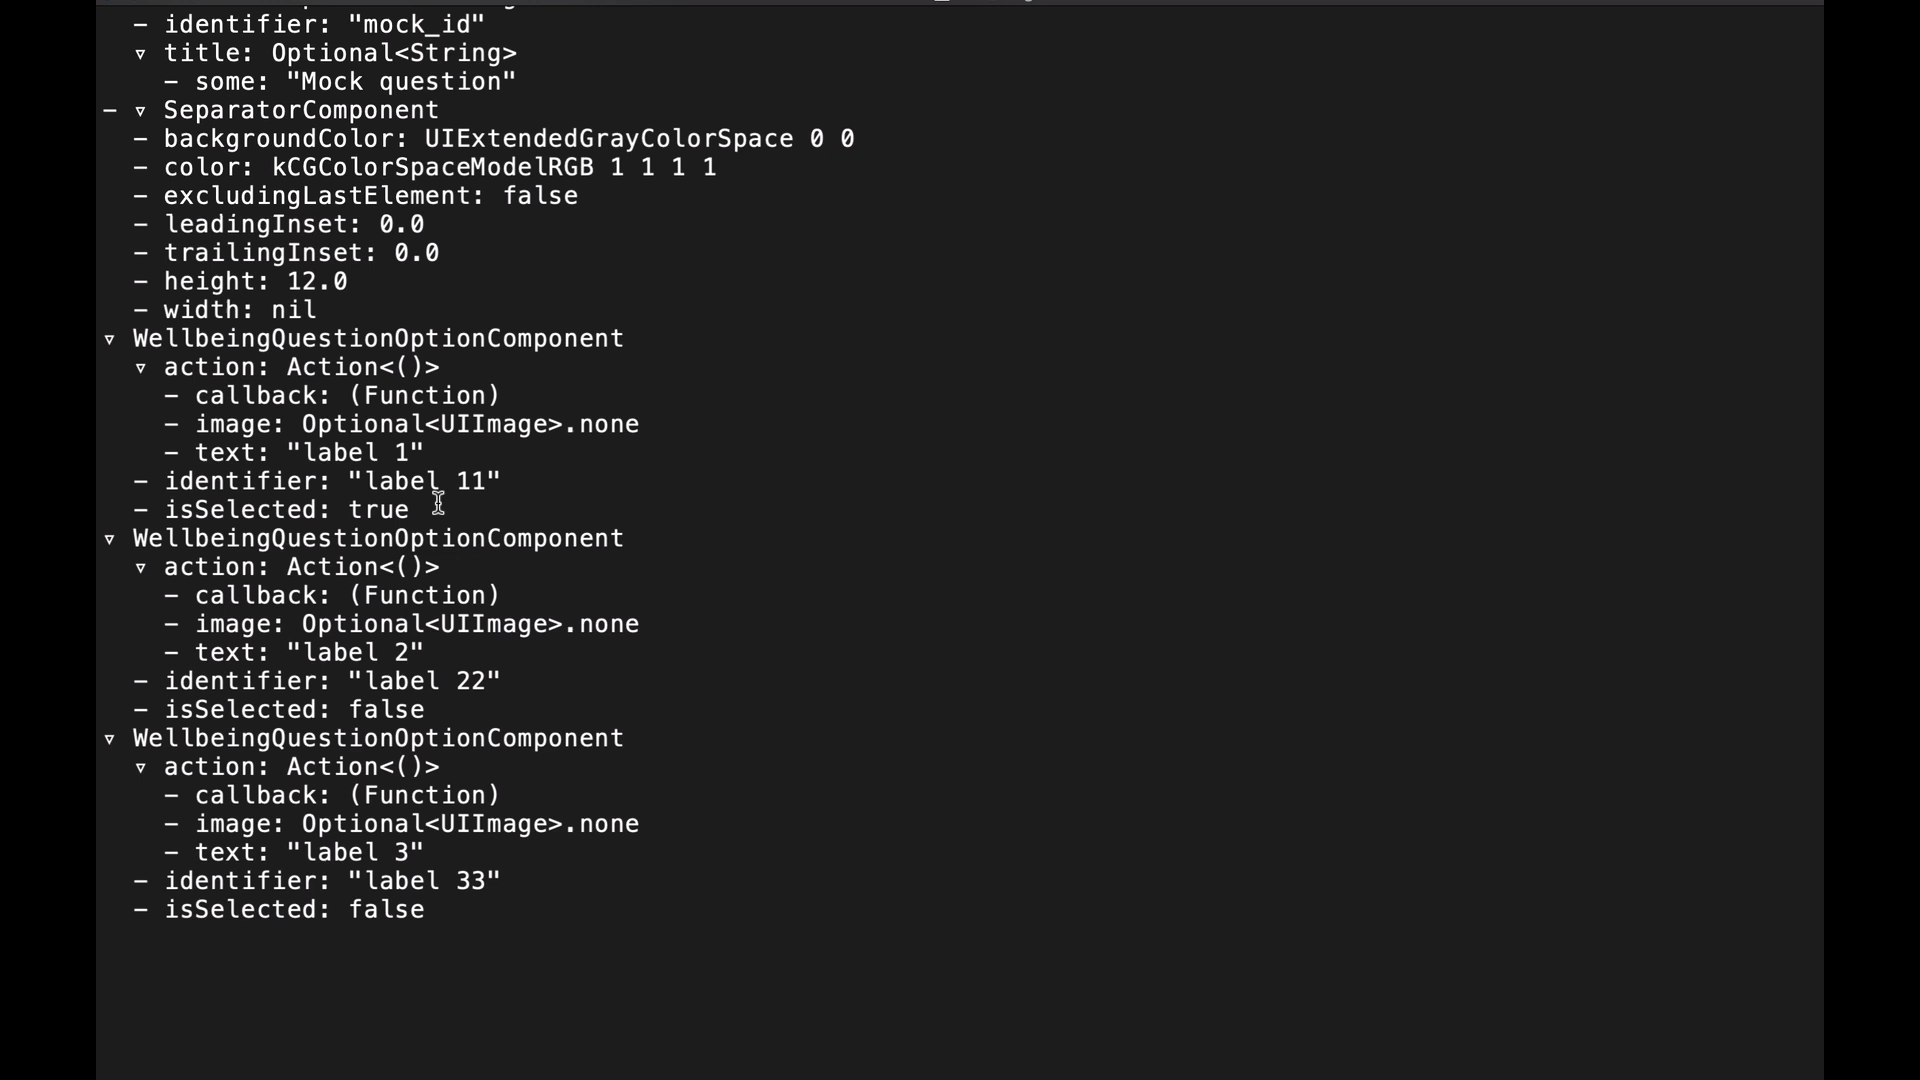 - identifier: "mock_id"
▿ title: Optional<String>
- some: "Mock question"
- ▿ SeparatorComponent
- backgroundColor: UIExtendedGrayColorSpace 0 0
- color: kCGColorSpaceModelRGB 1 1 1 1
- excludingLastElement: false
- leadingInset: 0.0
- trailingInset: 0.0
- height: 12.0
- width: nil
▿ WellbeingQuestionOptionComponent
▿ action: Action<()>
- callback: (Function)
- image: Optional<UIImage>.none
- text: "label 1"
- identifier: "label 11"
- isSelected: true
▿ WellbeingQuestionOptionComponent
▿ action: Action<()>
- callback: (Function)
- image: Optional<UIImage>.none
- text: "label 2"
- identifier: "label 22"
- isSelected: false
▿ WellbeingQuestionOptionComponent
▿ action: Action<()>
- callback: (Function)
- image: Optional<UIImage>.none
- text: "label 3"
- identifier: "label 33"
- isSelected: false